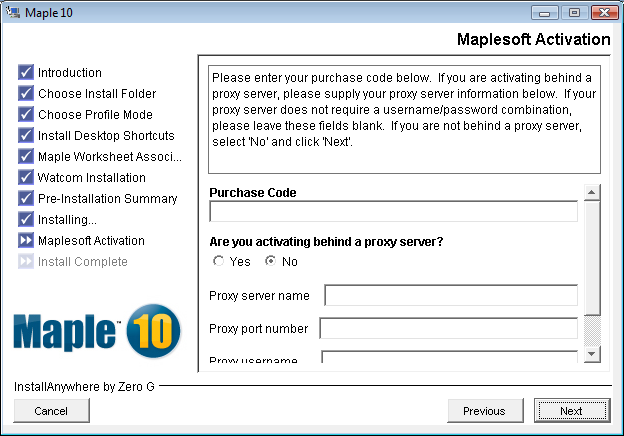 Maple 10
Maplesoft Activation
Introduction
Choose Install Folder
Choose Profile Mode
Install Desktop Shortcuts
Maple Worksheet Associ...
Watcom Installation
Pre-Installation Summary
Installing...
Maplesoft Activation
Install Complete
Please enter your purchase code below.  If you are activating behind a
proxy server, please supply your proxy server information below.  If your
proxy server does not require a username/password combination,
please leave these fields blank.  If you are not behind a proxy server,
select 'No' and click 'Next'.
Purchase Code
Are you activating behind a proxy server?
Yes No
Proxy server name
Proxy port number
Proxy username
Maple™ 10
InstallAnywhere by Zero G
Cancel Previous Next